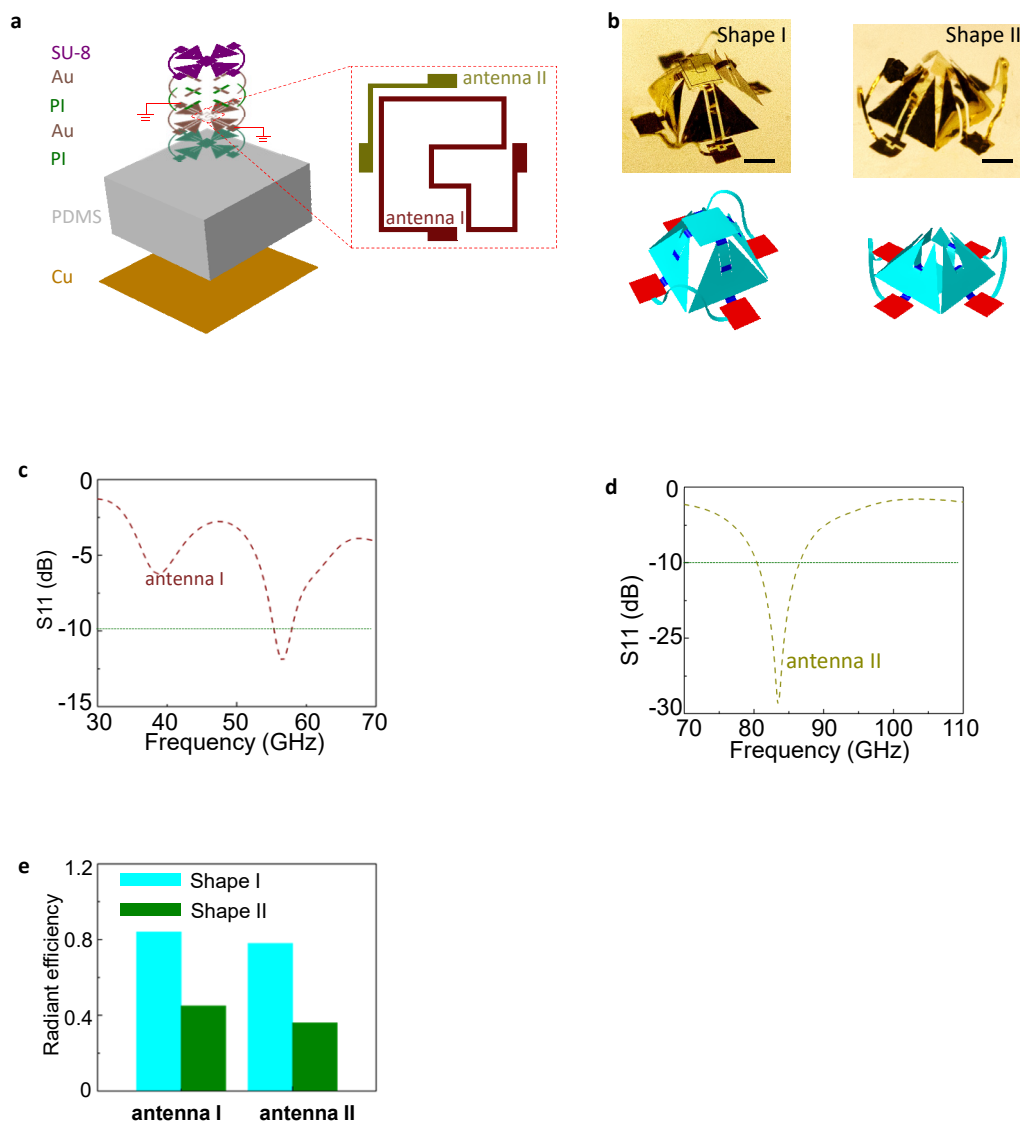 a
SU-8
Au
PI
Au
PI
PDMS
Cu
antenna II
antenna I
b
Shape I
Shape II
c
0
-5
-10
-15
S11 (dB)
antenna I
30 40 50 60 70
Frequency (GHz)
d
0
-10
-25
-30
S11 (dB)
antenna II
70 80 90 100 110
Frequency (GHz)
e
1.2
0.8
0.4
0
Radiant efficiency
Shape I
Shape II
antenna I antenna II